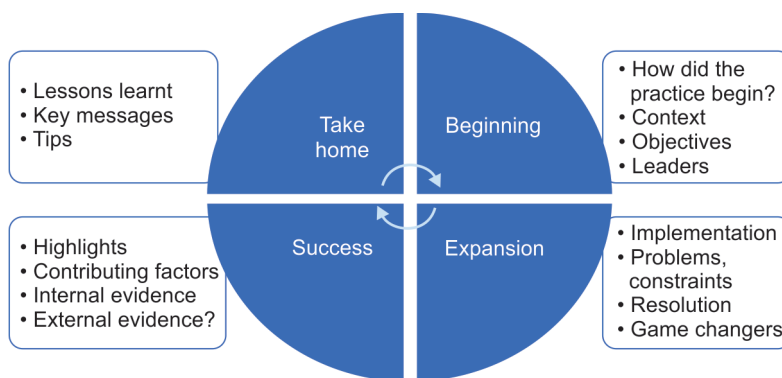 • Lessons learnt
• Key messages
• Tips
Take
home
Beginning
• How did the
practice begin?
• Context
• Objectives
• Leaders
• Highlights
• Contributing factors
• Internal evidence
• External evidence?
Success
Expansion
• Implementation
• Problems,
constraints
• Resolution
• Game changers